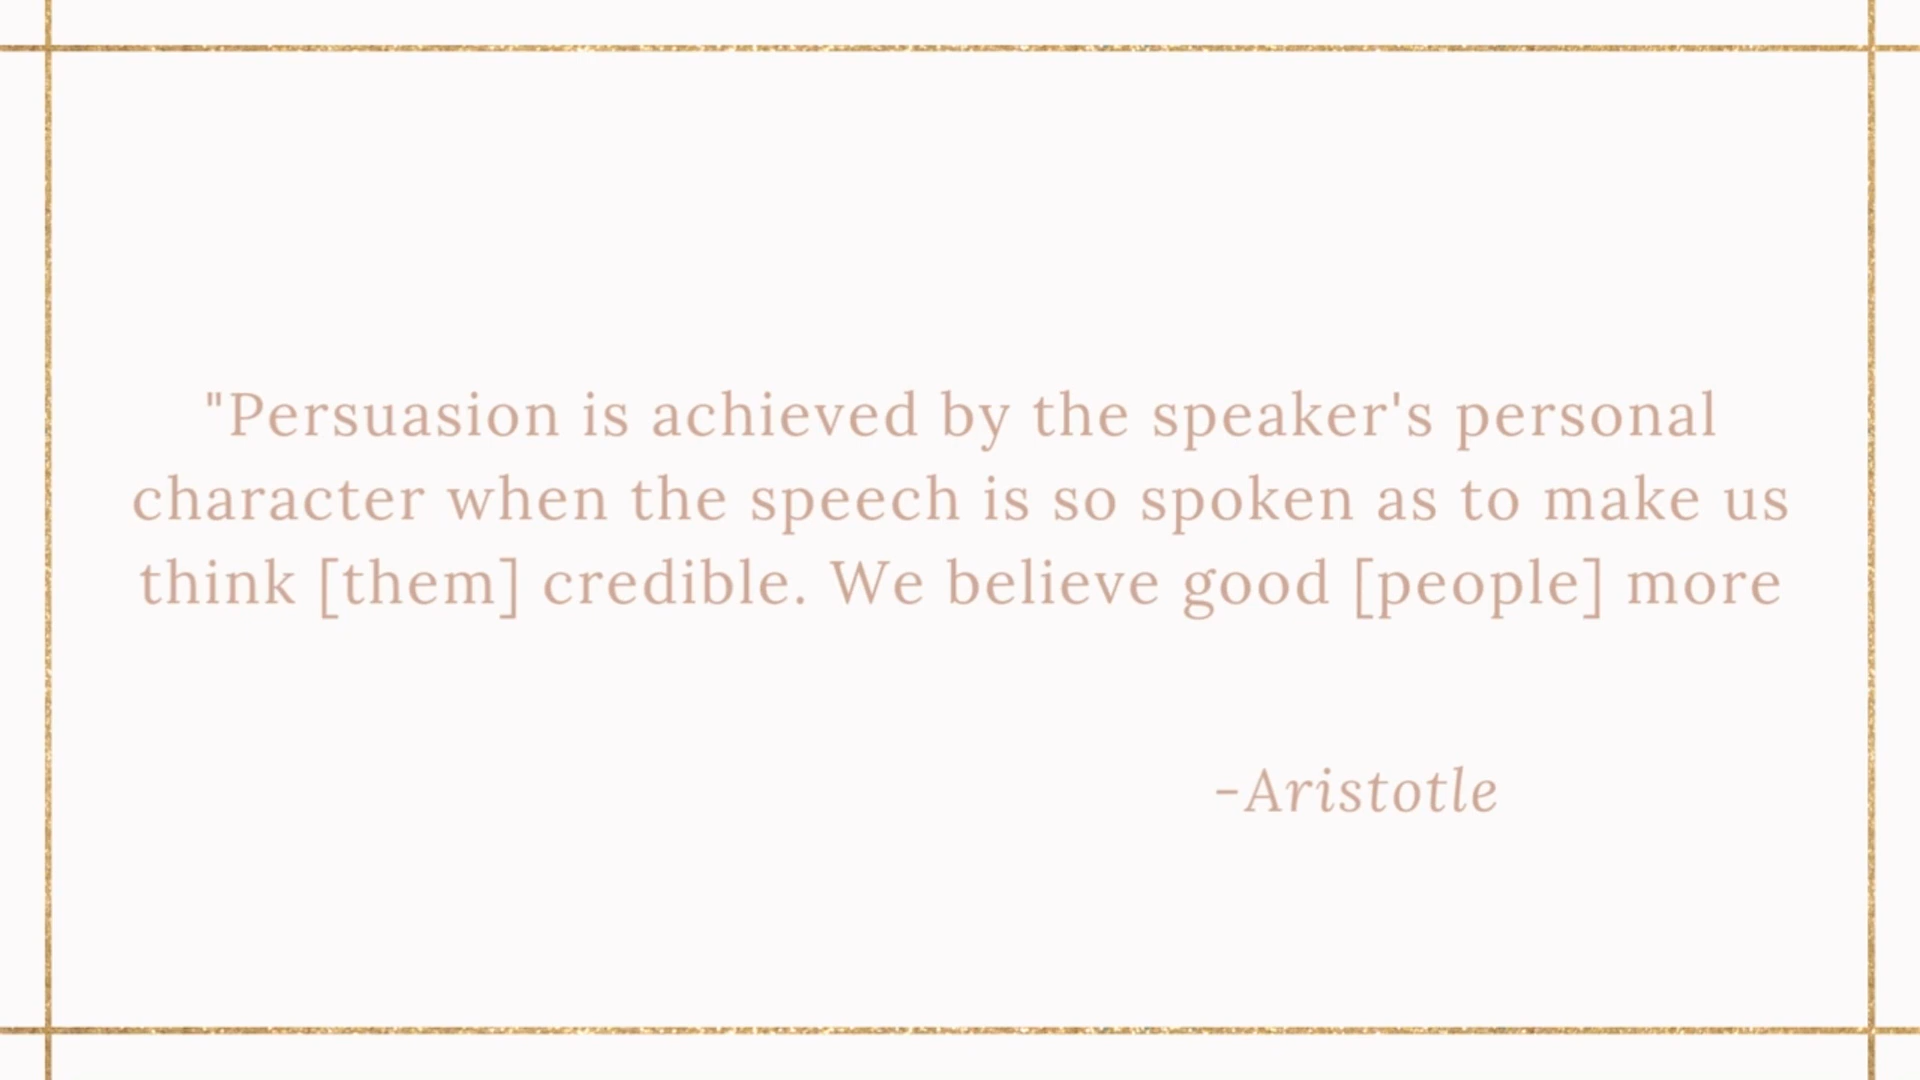 "Persuasion is achieved by the speaker's personal
character when the speech is so spoken as to make us
think [them] credible. We believe good [people] more
-Aristotle